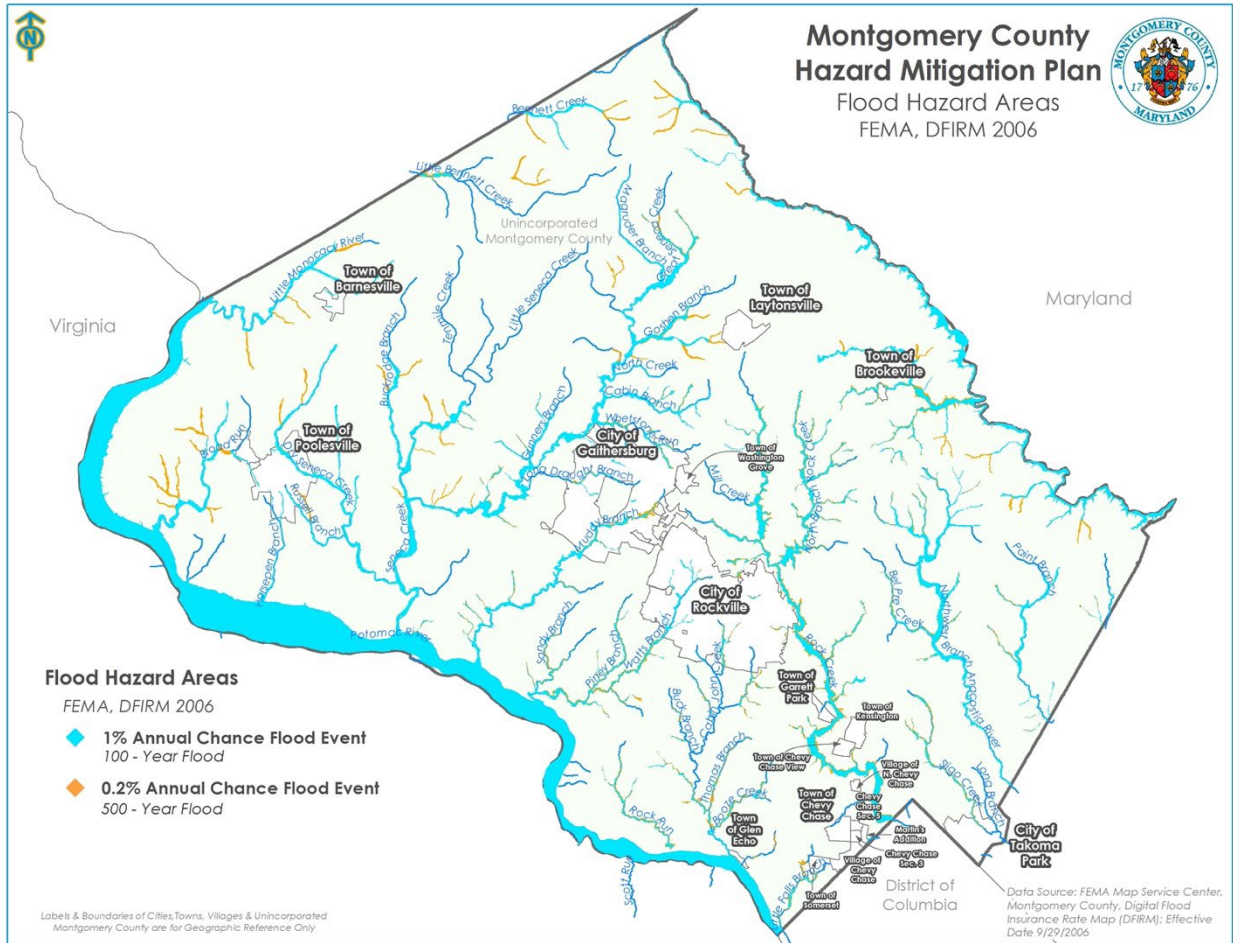 N
Montgomery County
Hazard Mitigation Plan
Flood Hazard Areas
FEMA, DFIRM 2006
MONTGOMERY COUNTY
17 76
MARYLAND
Bennett Creek
Little Bennett Creek
Magruder Branch
Great Seneca Creek
Unincorporated
Montgomery County
Little Monocacy River
Town of
Barnesville
Virginia
Maryland
Town of
Laytonsville
Tenmile Creek
Little Seneca Creek
Bucklodge Branch
Goshen Branch
North Creek
Cabin Branch
Town of
Brookeville
Gunners Branch
Whetstone Run
City of
Gaithersburg
Town of
Washington
Grove
Town of
Poolesville
Broad Run
Dry Seneca Creek
Russell Branch
Horsepen Branch
Seneca Creek
Long Draught Branch
Mill Creek
Muddy Branch
North Branch Rock Creek
Bel Pre Creek
Point Branch
Northwest Branch Anacostia River
City of
Rockville
Potomac River
Sandy Branch
Piney Branch
Watts Branch
Rock Creek
Buck Branch
Cabin John Creek
Town of
Garrett
Park
Town of
Kensington
Flood Hazard Areas
FEMA, DFIRM 2006
1% Annual Chance Flood Event
100 - Year Flood
0.2% Annual Chance Flood Event
500 - Year Flood
Thomas Branch
Booze Creek
Town of Chevy
Chase View
Village of
N. Chevy
Chase
Town of
Chevy
Chase
Chevy
Chase
Sec. 5
Sligo Creek
Long Branch
Rock Run
Scott Run
Town
of Glen
Echo
Martin's
Addition
Chevy Chase
Sec. 3
Village of
Chevy
Chase
City of
Takoma
Park
Little Falls Branch
Town of
Somerset
District of
Columbia
Labels & Boundaries of Cities,Towns, Villages & Unincorporated
Montgomery County are for Geographic Reference Only
Data Source: FEMA Map Service Center,
Montgomery County, Digital Flood
Insurance Rate Map (DFIRM); Effective
Date 9/29/2006